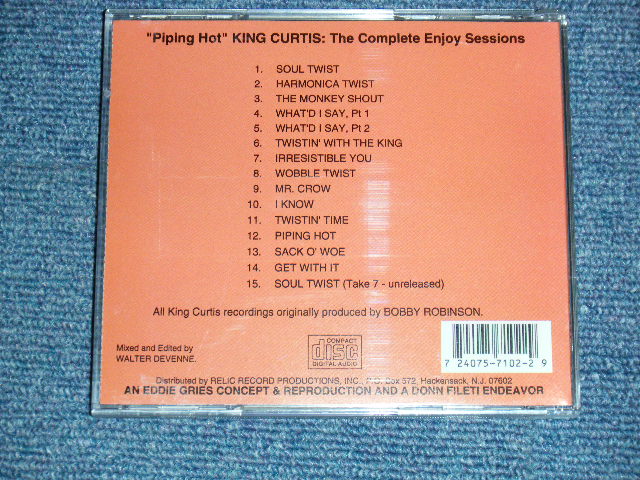 "Piping Hot" KING CURTIS: The Complete Enjoy Sessions
1. SOUL TWIST
2. HARMONICA TWIST
3. THE MONKEY SHOUT
4. WHAT'D I SAY, Pt 1
5. WHAT'D I SAY, Pt 2
6. TWISTIN' WITH THE KING
7. IRRESISTIBLE YOU
8. WOBBLE TWIST
9. MR. CROW
10. I KNOW
11. TWISTIN' TIME
12. PIPING HOT
13. SACK O' WOE
14. GET WITH IT
15. SOUL TWIST (Take 7 - unreleased)
All King Curtis recordings originally produced by BOBBY ROBINSON.
Mixed and Edited by
WALTER DEVENNE.
COMPACT
disc
DIGITAL AUDIO
7 24075-7102-2 9
Distributed by RELIC RECORD PRODUCTIONS, INC., P.O. Box 572, Hackensack, N.J. 07602
AN EDDIE GRIES CONCEPT & REPRODUCTION AND A DONN FILETI ENDEAVOR